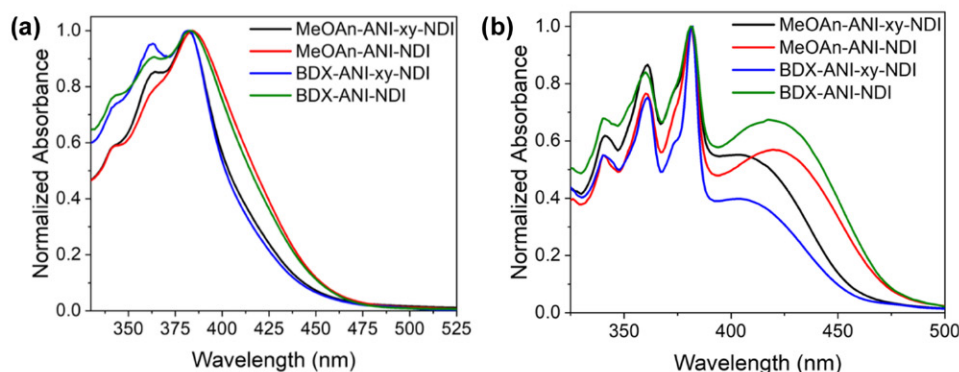 (a)
Normalized Absorbance
1.0
0.8
0.6
0.4
0.2
0.0
MeOAn-ANI-xy-NDI
MeOAn-ANI-NDI
BDX-ANI-xy-NDI
BDX-ANI-NDI
350 375 400 425 450 475 500 525
Wavelength (nm)
(b)
Normalized Absorbance
1.0
0.8
0.6
0.4
0.2
0.0
MeOAn-ANI-xy-NDI
MeOAn-ANI-NDI
BDX-ANI-xy-NDI
BDX-ANI-NDI
350 400 450 500
Wavelength (nm)